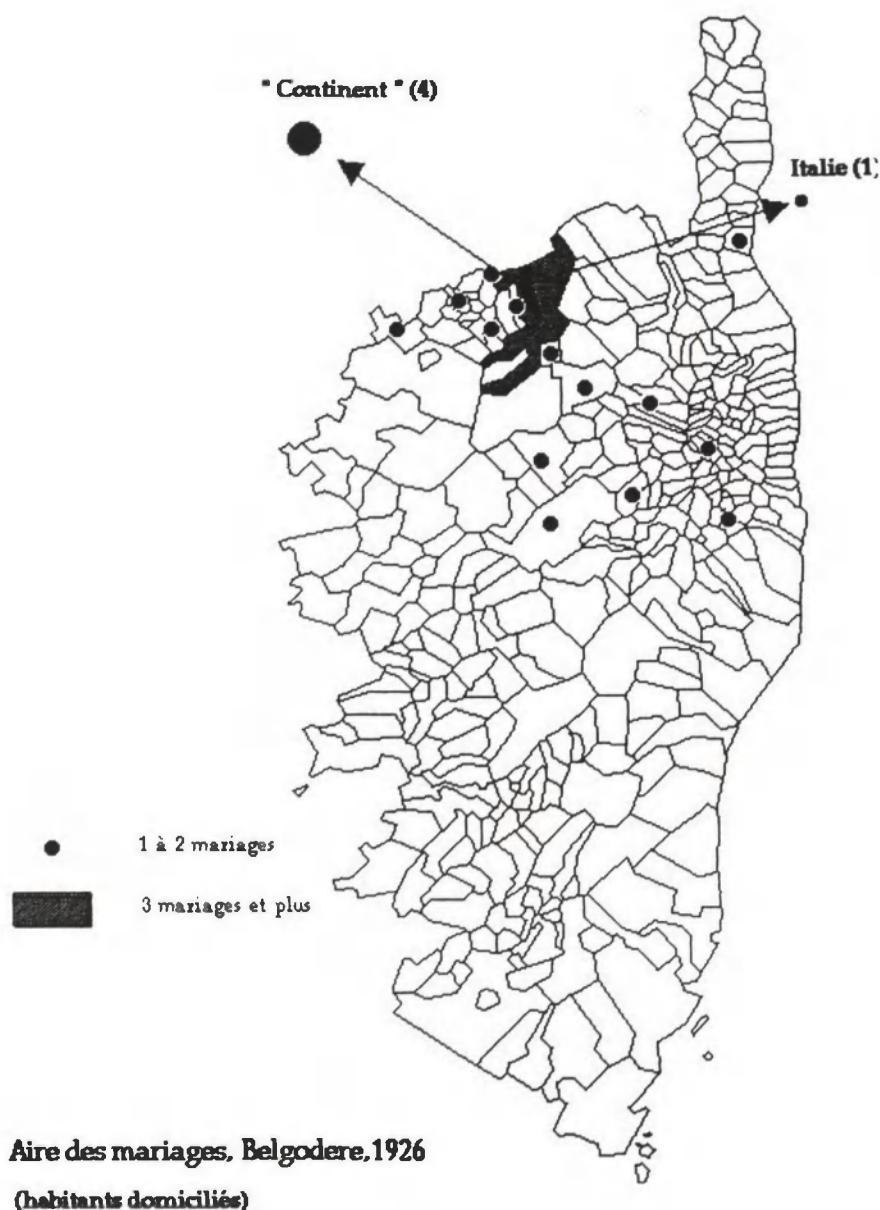 " Continent " (4)
Italie (1)
1 à 2 mariages
3 mariages et plus
Aire des mariages, Belgodere,1926
(habitants domiciliés)